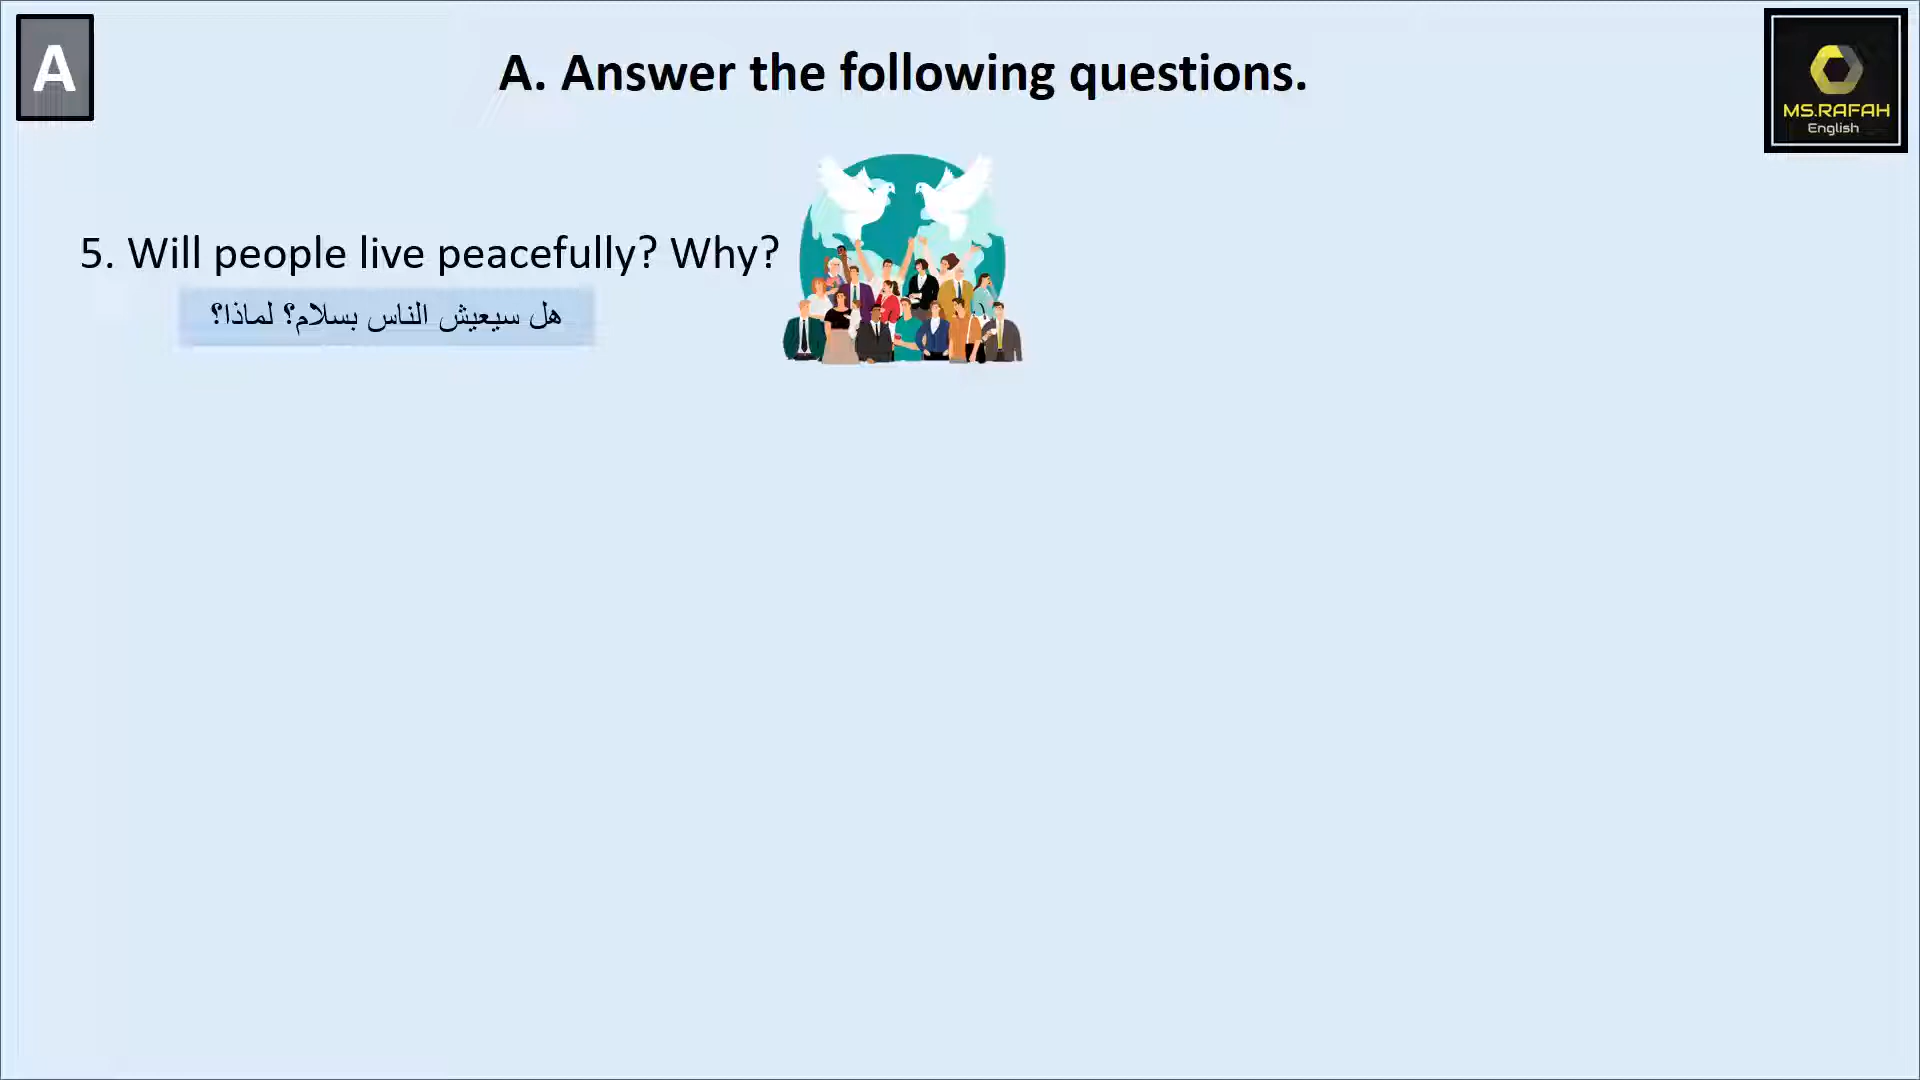 A
A. Answer the following questions.
MS.RAFAH
English
5. Will people live peacefully? Why?
هل سيعيش الناس بسلام؟ لماذا؟